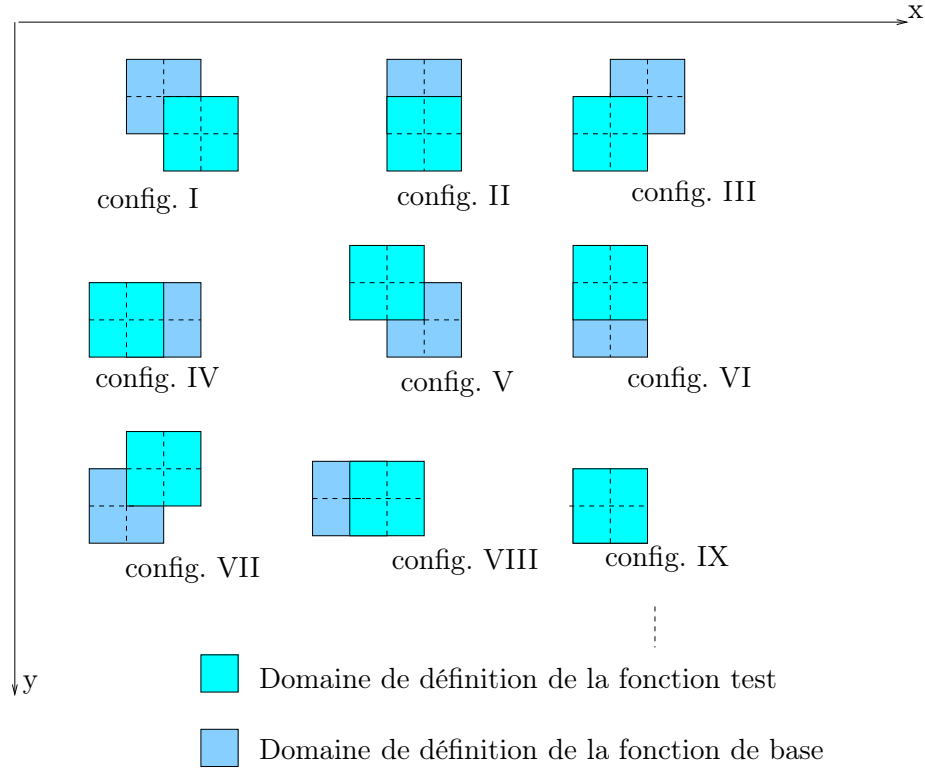 x
config. I
config. II
config. III
config. IV
config. V
config. VI
config. VII
config. VIII
config. IX
y
Domaine de définition de la fonction test
Domaine de définition de la fonction de base